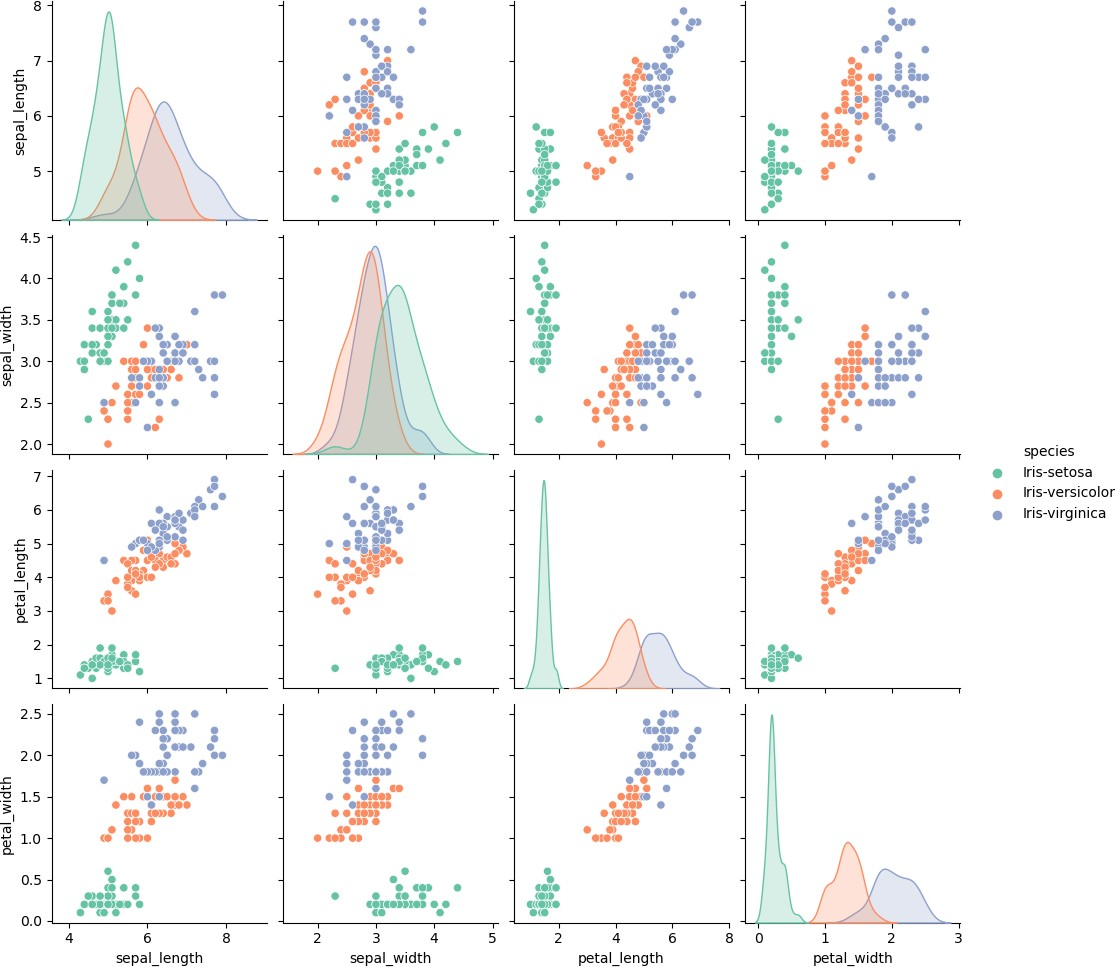 8
7
6
5
sepal_length
4.5
4.0
3.5
3.0
2.5
2.0
sepal_width
species
Iris-setosa
Iris-versicolor
Iris-virginica
7
6
5
4
3
2
1
petal_length
2.5
2.0
1.5
1.0
0.5
0.0
petal_width
4 6 8
2 3 4 5
2 4 6 8
0 1 2 3
sepal_length
sepal_width
petal_length
petal_width